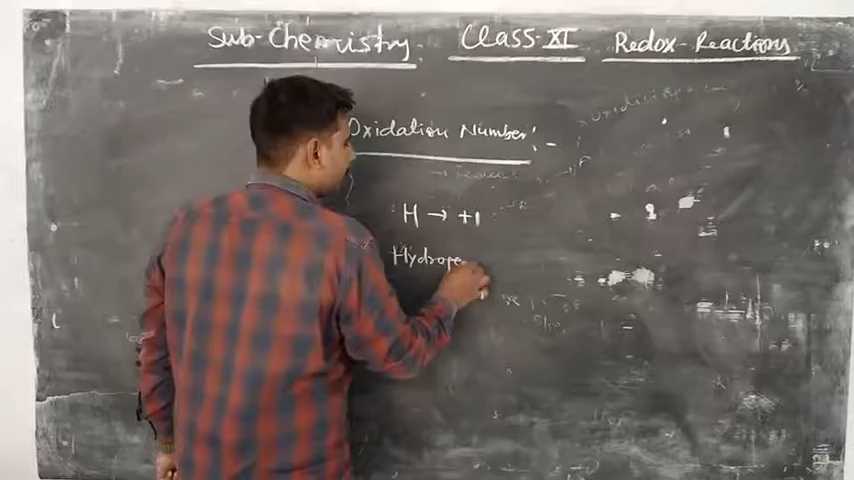 Sub-Chemistry. Class-XI Redox-Reactions
Oxidation Number:-
H → +1
Hydroge